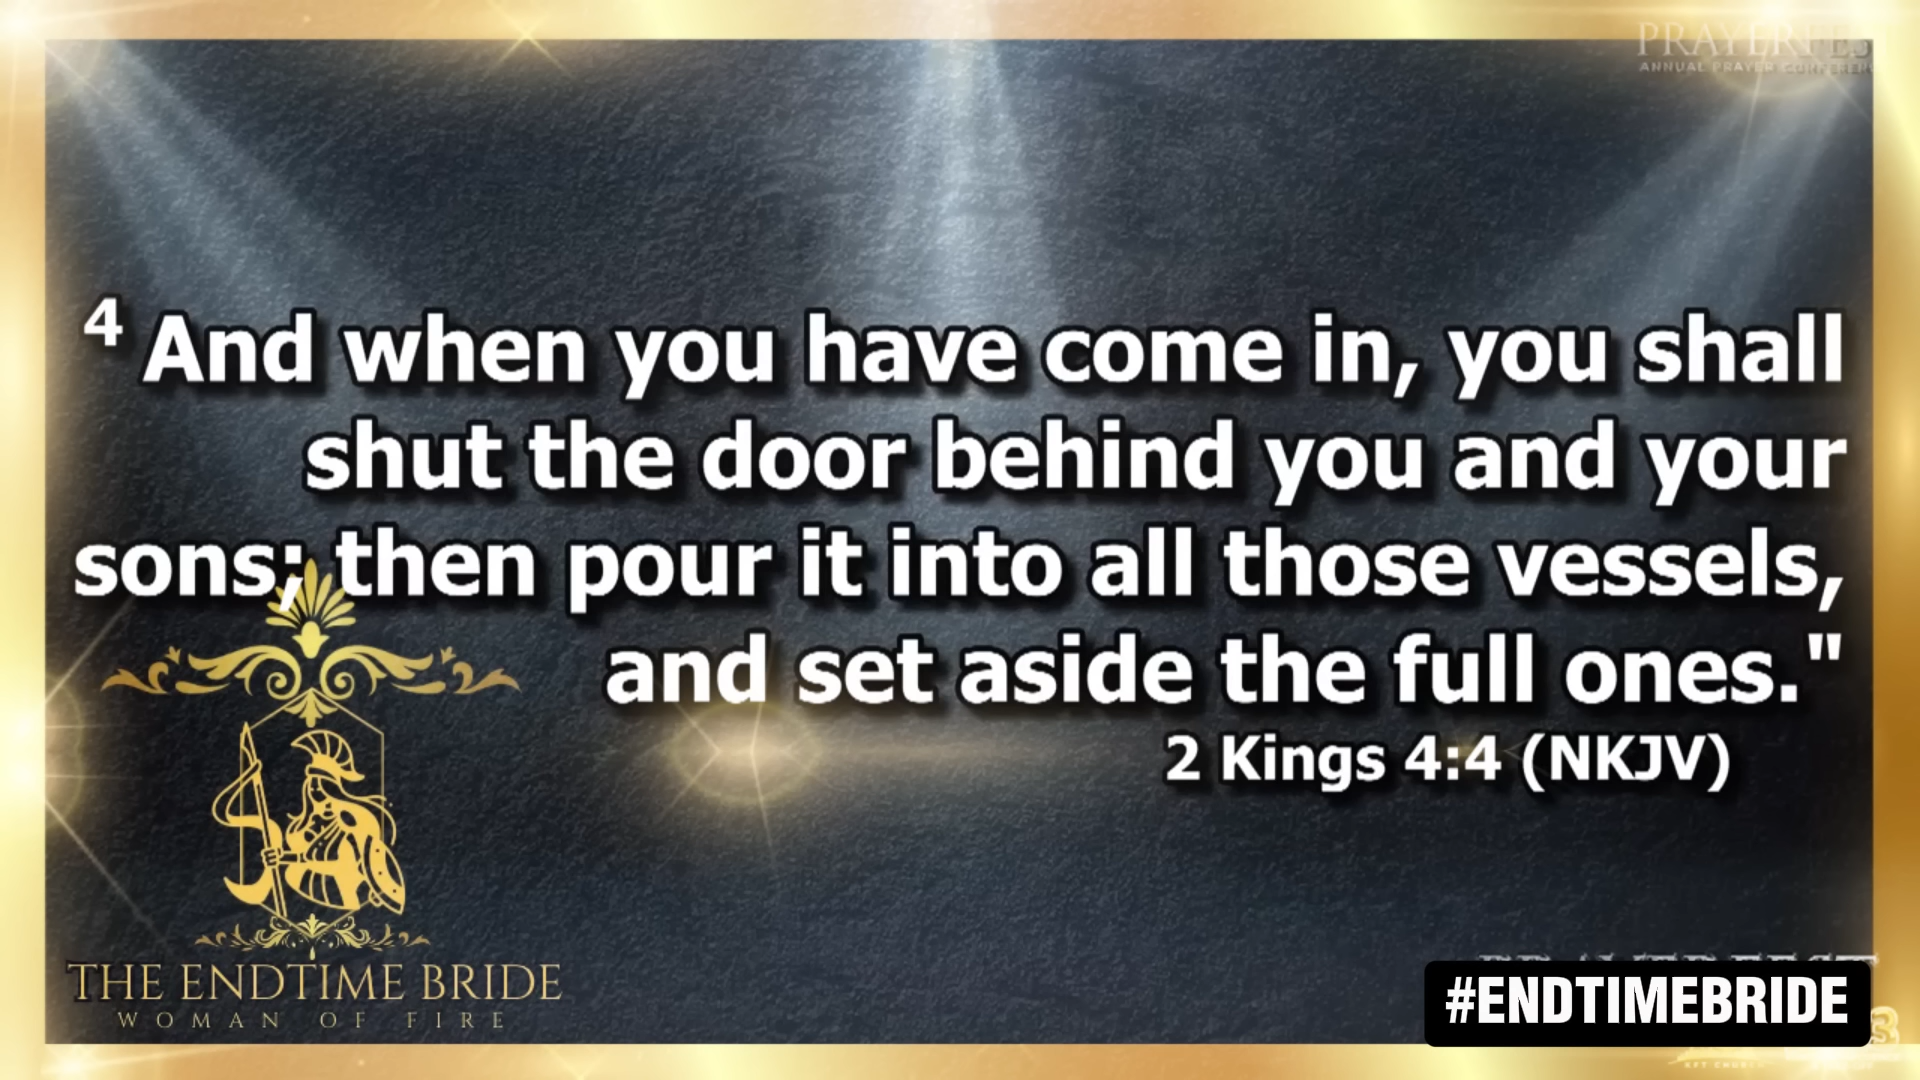 PRAYERFES
ANNUAL PRAYER CONFEREN
4 And when you have come in, you shall
shut the door behind you and your
sons; then pour it into all those vessels,
and set aside the full ones."
2 Kings 4:4 (NKJV)
THE ENDTIME BRIDE
WOMAN OF FIRE
#ENDTIMEBRIDE